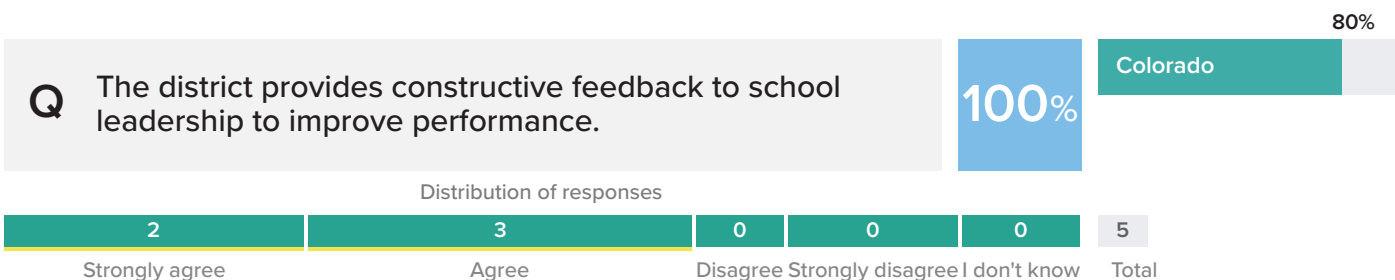 80%
Q
The district provides constructive feedback to school
leadership to improve performance.
100%
Colorado
Distribution of responses
2 3 0 0 0 5
Strongly agree Agree Disagree Strongly disagree I don't know Total